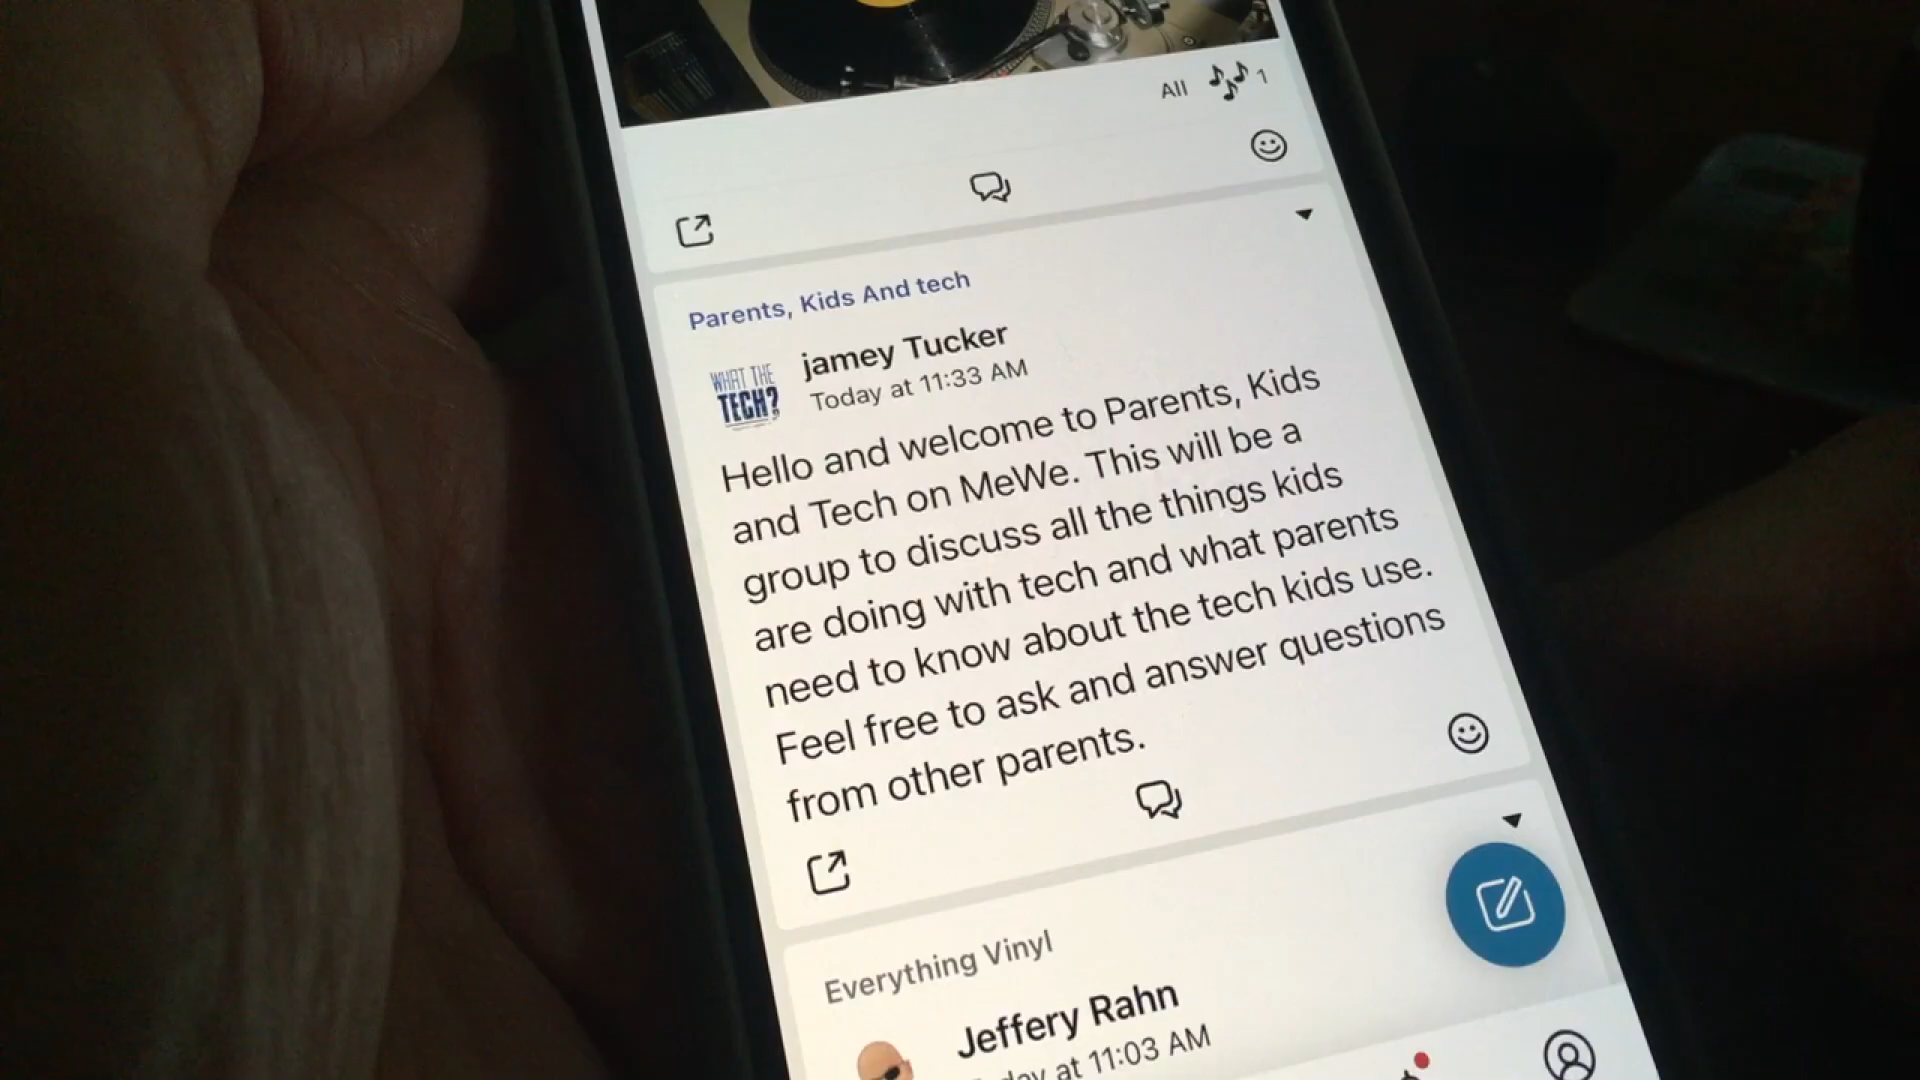 All 1
Parents, Kids And tech
jamey Tucker
Today at 11:33 AM
WHAT THE
TECH?
Hello and welcome to Parents, Kids
and Tech on MeWe. This will be a
group to discuss all the things kids
are doing with tech and what parents
need to know about the tech kids use.
Feel free to ask and answer questions
from other parents.
Everything Vinyl
Jeffery Rahn
at 11:03 AM